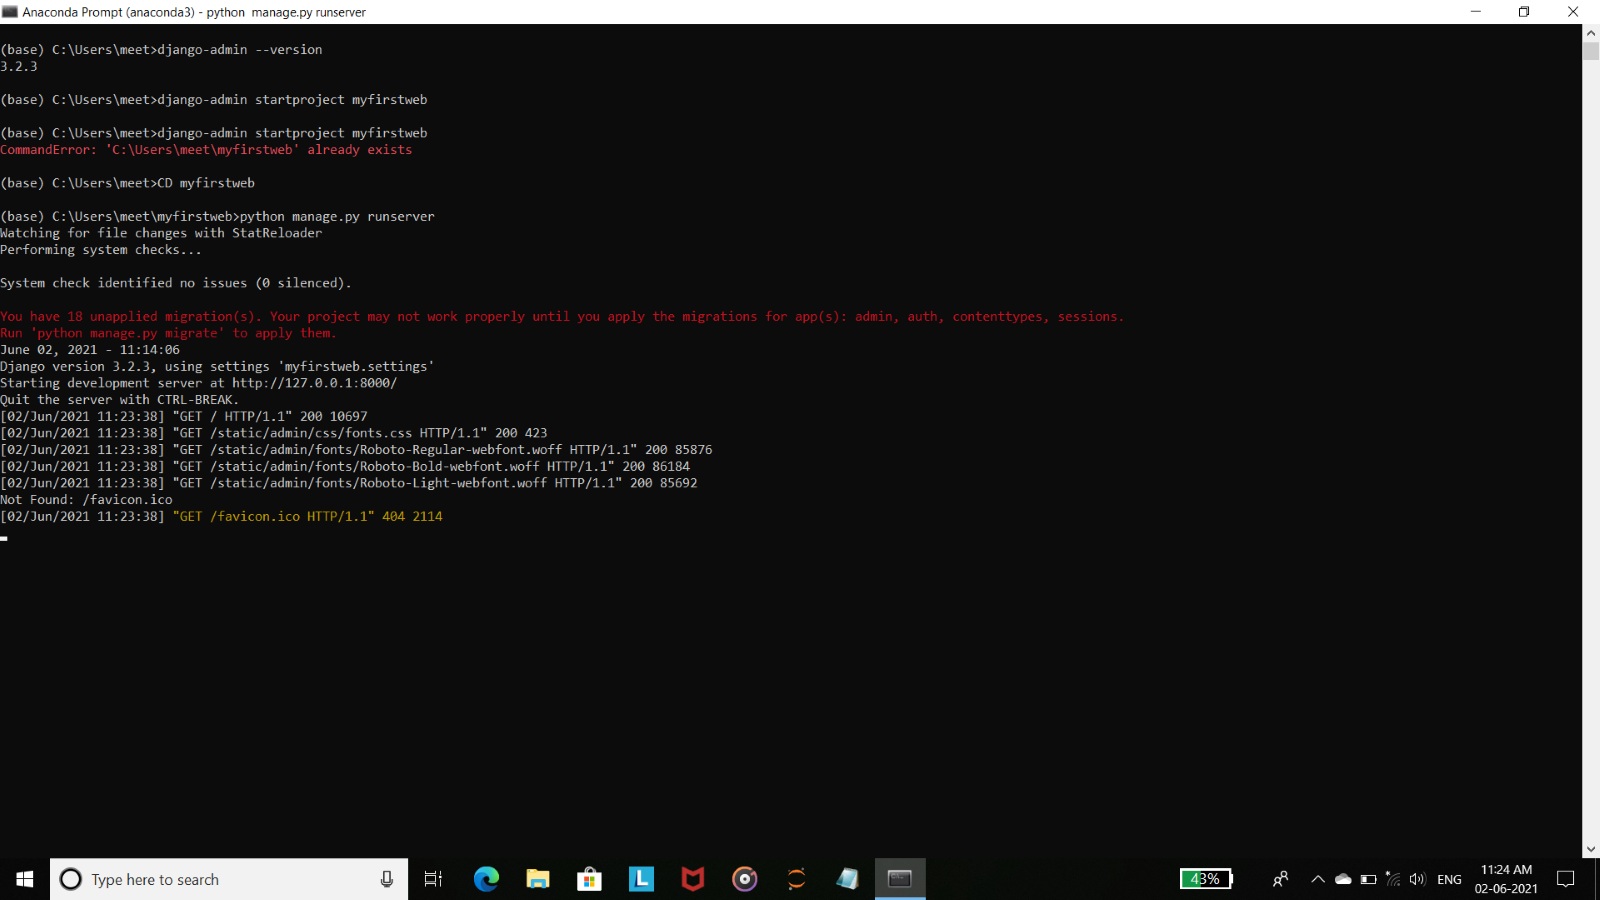 Anaconda Prompt (anaconda3) - python  manage.py runserver
(base) C:\Users\meet>django-admin --version
3.2.3
(base) C:\Users\meet>django-admin startproject myfirstweb
(base) C:\Users\meet>django-admin startproject myfirstweb
CommandError: 'C:\Users\meet\myfirstweb' already exists
(base) C:\Users\meet>CD myfirstweb
(base) C:\Users\meet\myfirstweb>python manage.py runserver
Watching for file changes with StatReloader
Performing system checks...
System check identified no issues (0 silenced).
You have 18 unapplied migration(s). Your project may not work properly until you apply the migrations for app(s): admin, auth, contenttypes, sessions.
Run 'python manage.py migrate' to apply them.
June 02, 2021 - 11:14:06
Django version 3.2.3, using settings 'myfirstweb.settings'
Starting development server at http://127.0.0.1:8000/
Quit the server with CTRL-BREAK.
[02/Jun/2021 11:23:38] "GET / HTTP/1.1" 200 10697
[02/Jun/2021 11:23:38] "GET /static/admin/css/fonts.css HTTP/1.1" 200 423
[02/Jun/2021 11:23:38] "GET /static/admin/fonts/Roboto-Regular-webfont.woff HTTP/1.1" 200 85876
[02/Jun/2021 11:23:38] "GET /static/admin/fonts/Roboto-Bold-webfont.woff HTTP/1.1" 200 86184
[02/Jun/2021 11:23:38] "GET /static/admin/fonts/Roboto-Light-webfont.woff HTTP/1.1" 200 85692
Not Found: /favicon.ico
[02/Jun/2021 11:23:38] "GET /favicon.ico HTTP/1.1" 404 2114
Type here to search
L
43%
ENG
11:24 AM
02-06-2021